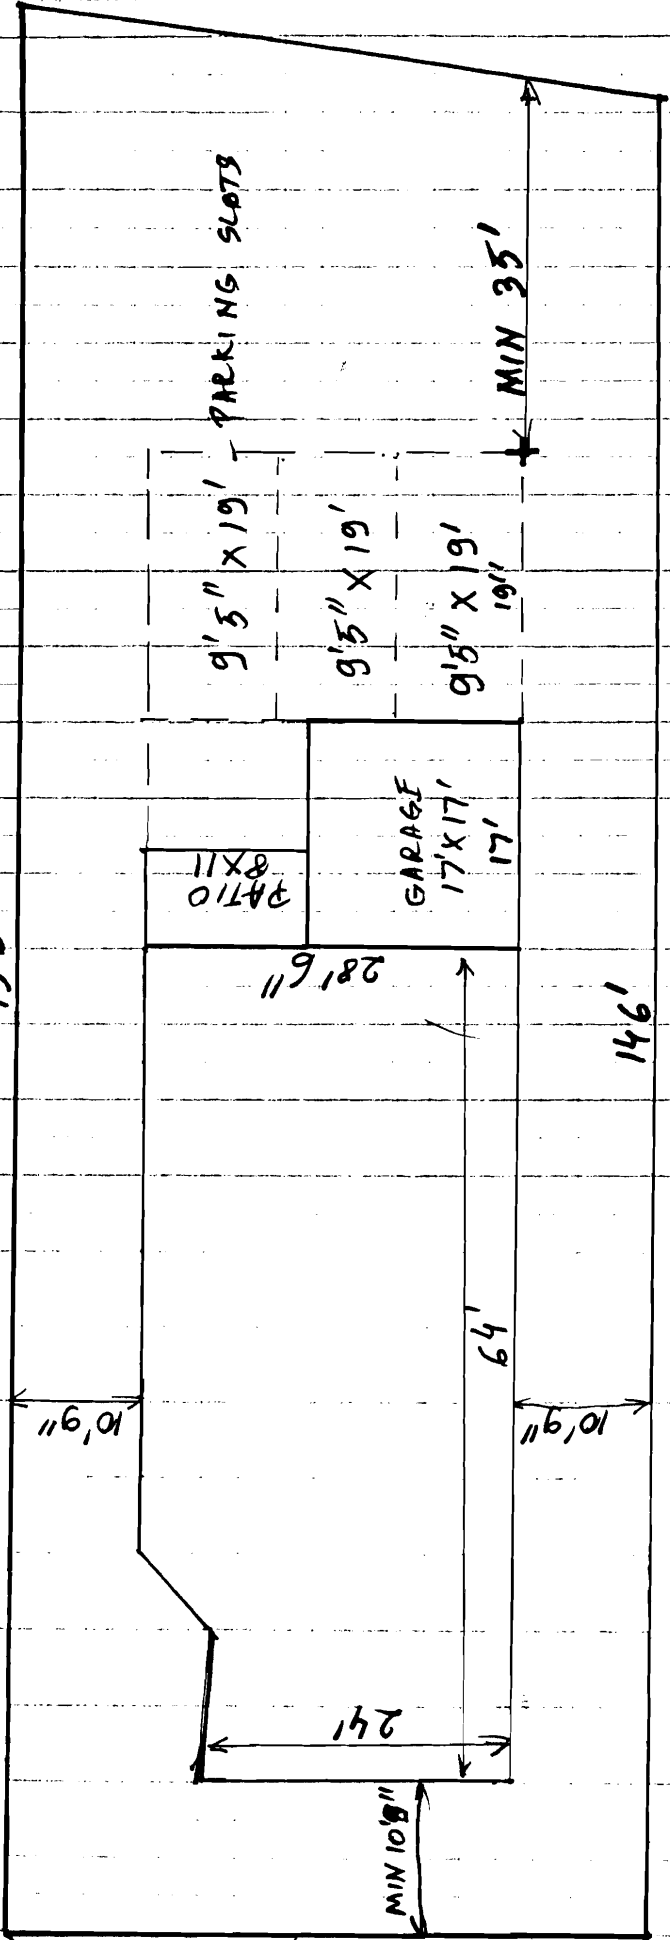 PARKING SLOTS
MIN 35'
9'5" X 19'
9'5" X 19'
9'5" X 19'
19'
GARAGE
17'X17'
17'
PATIO
8X11
28'6"
146'
64'
10'9"
10'9"
24'
MIN 10'8"